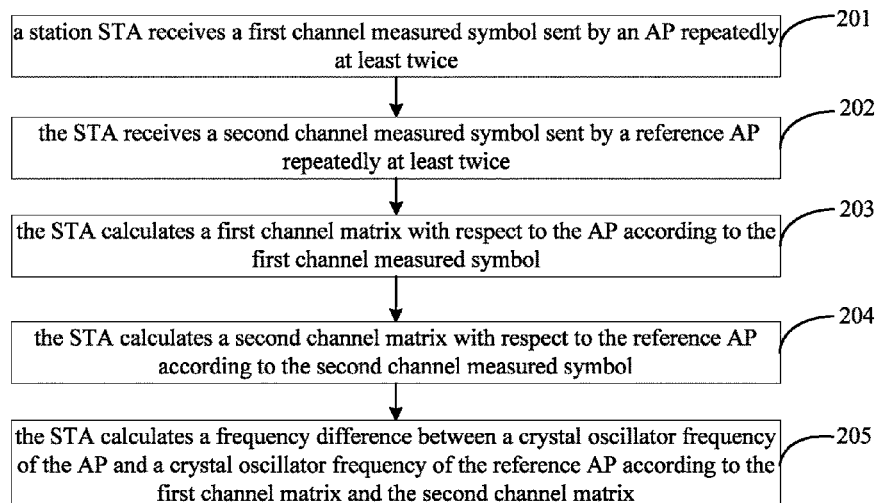 a station STA receives a first channel measured symbol sent by an AP repeatedly
at least twice
201
the STA receives a second channel measured symbol sent by a reference AP
repeatedly at least twice
202
the STA calculates a first channel matrix with respect to the AP according to the
first channel measured symbol
203
the STA calculates a second channel matrix with respect to the reference AP
according to the second channel measured symbol
204
the STA calculates a frequency difference between a crystal oscillator frequency
of the AP and a crystal oscillator frequency of the reference AP according to the
first channel matrix and the second channel matrix
205